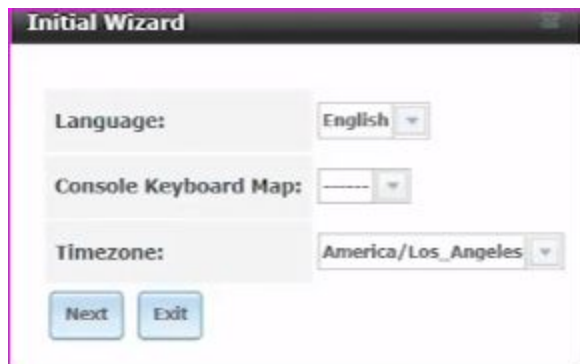 Initial Wizard
Language: English
Console Keyboard Map: ------
Timezone: America/Los_Angeles
Next Exit